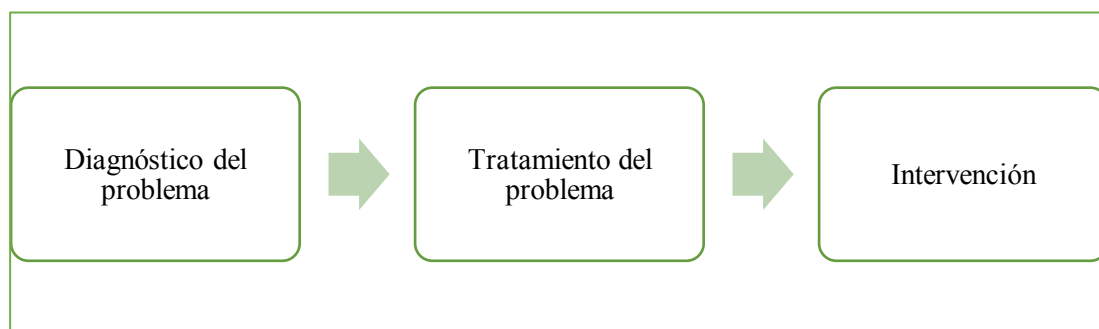 Diagnóstico del
problema
Tratamiento del
problema
Intervención